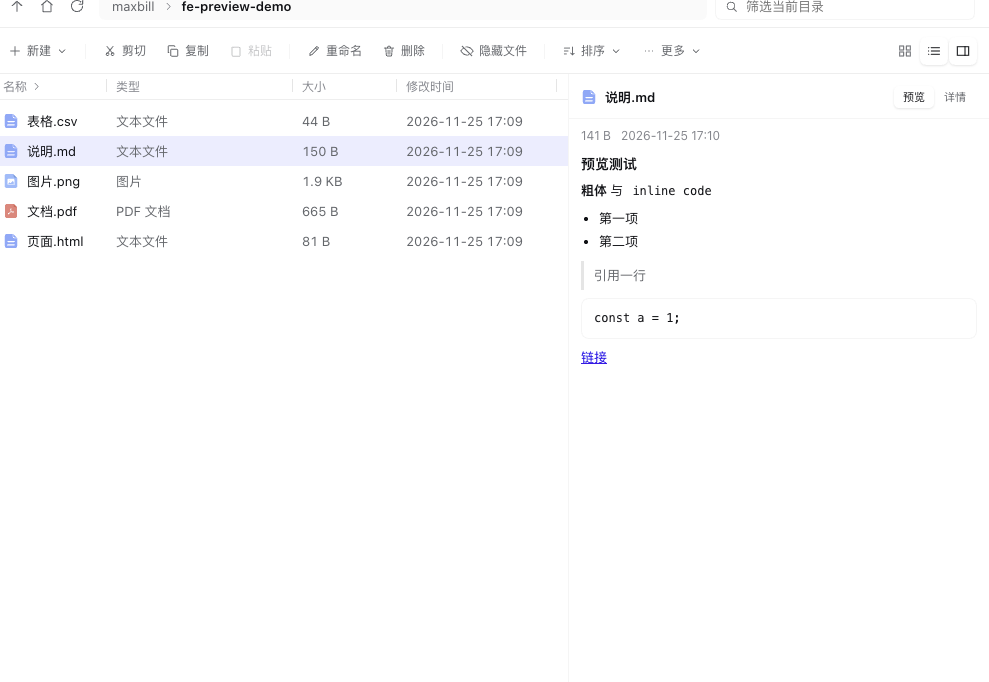 maxbill > fe-preview-demo
筛选当前目录
+ 新建 剪切 复制 粘贴 重命名 删除 隐藏文件 排序 ··· 更多
名称 > 类型 大小 修改时间
表格.csv 文本文件 44 B 2026-11-25 17:09
说明.md 文本文件 150 B 2026-11-25 17:09
图片.png 图片 1.9 KB 2026-11-25 17:09
文档.pdf PDF 文档 665 B 2026-11-25 17:09
页面.html 文本文件 81 B 2026-11-25 17:09
说明.md 预览 详情
141 B 2026-11-25 17:10
预览测试
粗体 与 inline code
• 第一项
• 第二项
引用一行
const a = 1;
链接